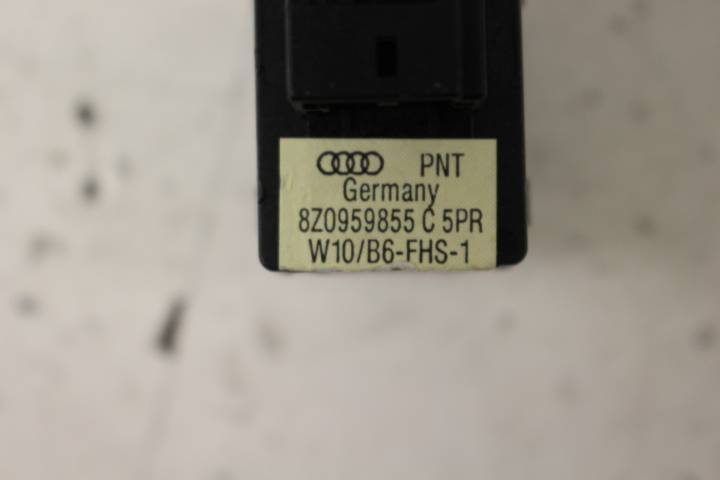 PNT
Germany
8Z0959855 C 5PR
W10/B6-FHS-1